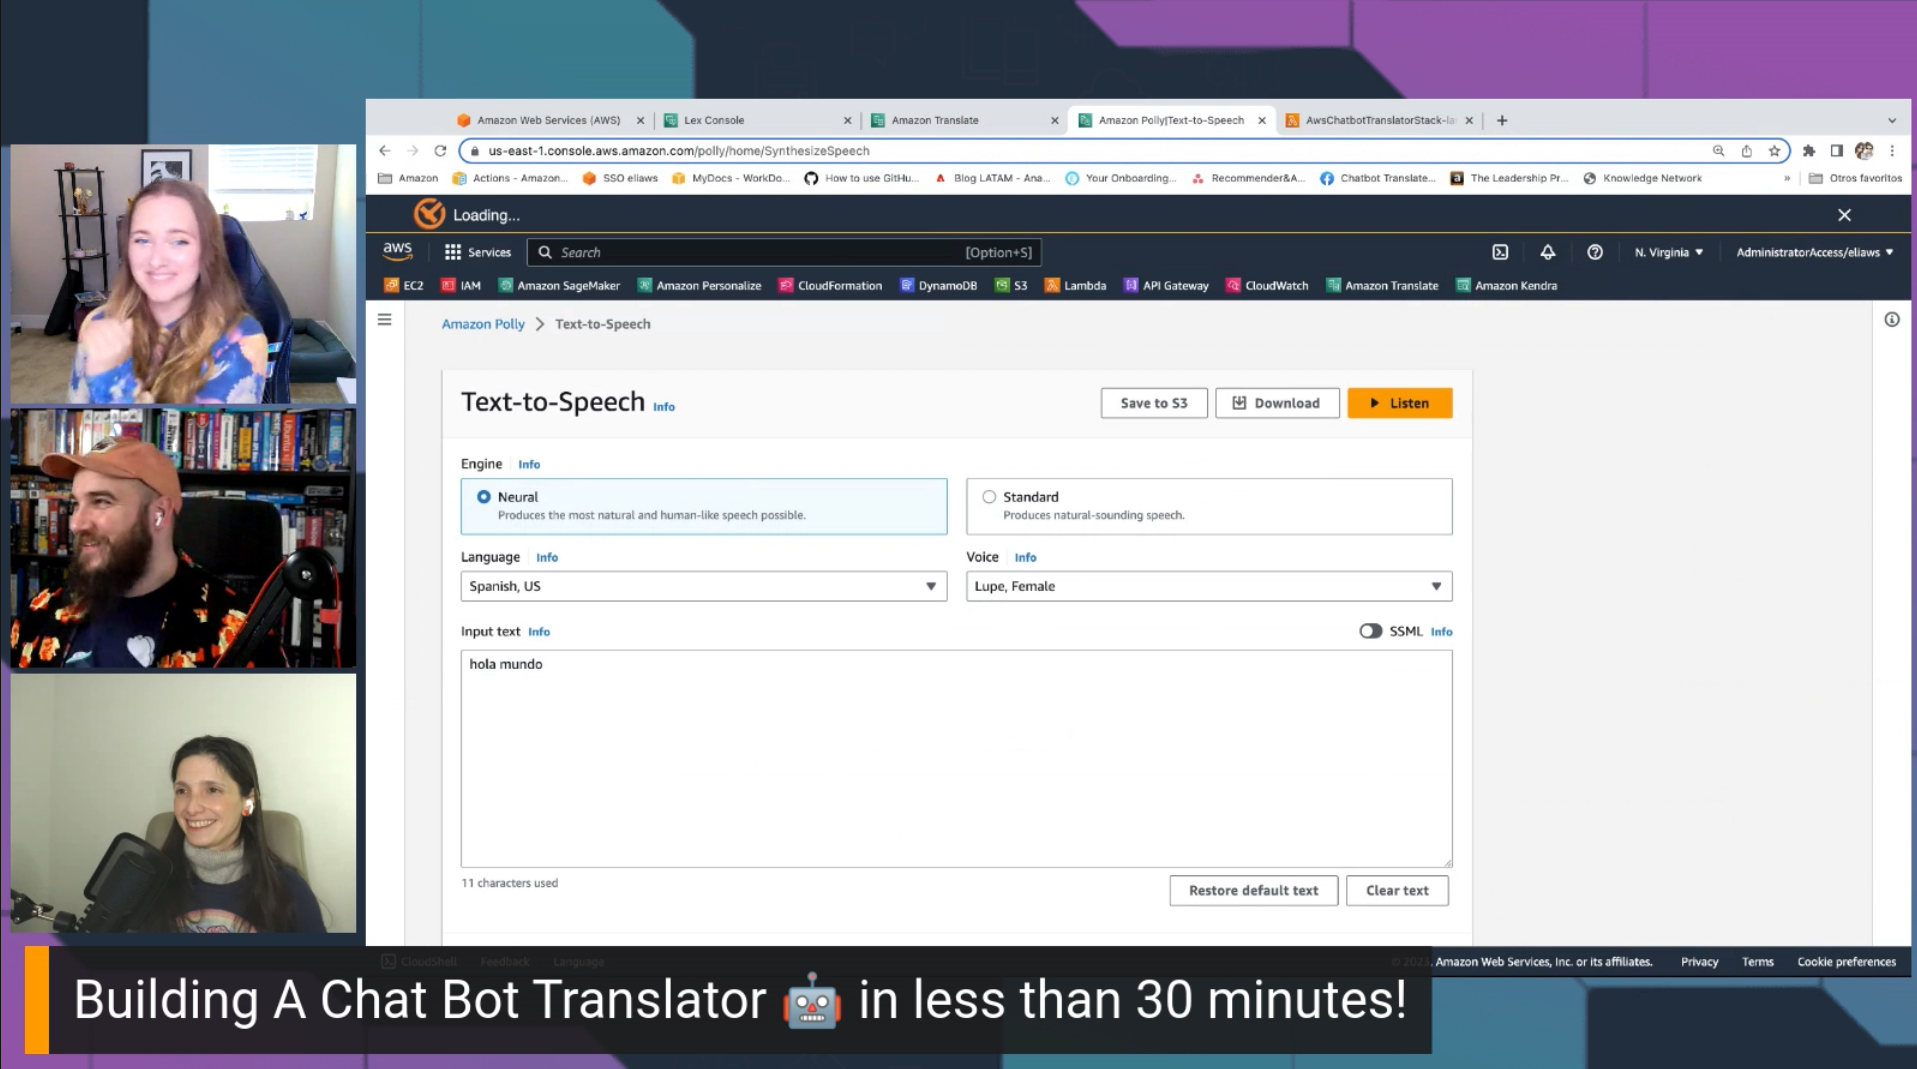 Amazon Web Services (AWS)
Lex Console
Amazon Translate
Amazon Polly|Text-to-Speech
AwsChatbotTranslatorStack-la
us-east-1.console.aws.amazon.com/polly/home/SynthesizeSpeech
Amazon
Actions - Amazon...
SSO eliaws
MyDocs - WorkDo...
How to use GitHu...
Blog LATAM - Ana...
Your Onboarding...
Recommender&A...
Chatbot Translate...
The Leadership Pr...
Knowledge Network
»
Otros favoritos
Loading...
aws
Services
Search
[Option+S]
N. Virginia
AdministratorAccess/eliaws
EC2
IAM
Amazon SageMaker
Amazon Personalize
CloudFormation
DynamoDB
S3
Lambda
API Gateway
CloudWatch
Amazon Translate
Amazon Kendra
Amazon Polly > Text-to-Speech
Text-to-Speech Info
Save to S3
Download
Listen
Engine Info
Neural
Produces the most natural and human-like speech possible.
Standard
Produces natural-sounding speech.
Language Info
Voice Info
Spanish, US
Lupe, Female
Input text Info
SSML Info
hola mundo
11 characters used
Restore default text
Clear text
CloudShell
Feedback
Language
© 2023, Amazon Web Services, Inc. or its affiliates.
Privacy
Terms
Cookie preferences
Building A Chat Bot Translator 🤖 in less than 30 minutes!